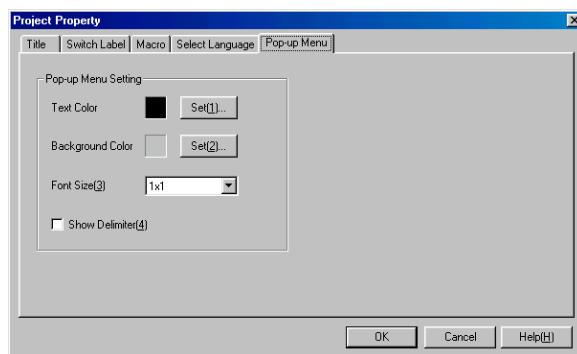 Project Property
Title Switch Label Macro Select Language Pop-up Menu
Pop-up Menu Setting
Text Color Set(1)...
Background Color Set(2)...
Font Size(3) 1x1
Show Delimiter(4)
OK Cancel Help(H)